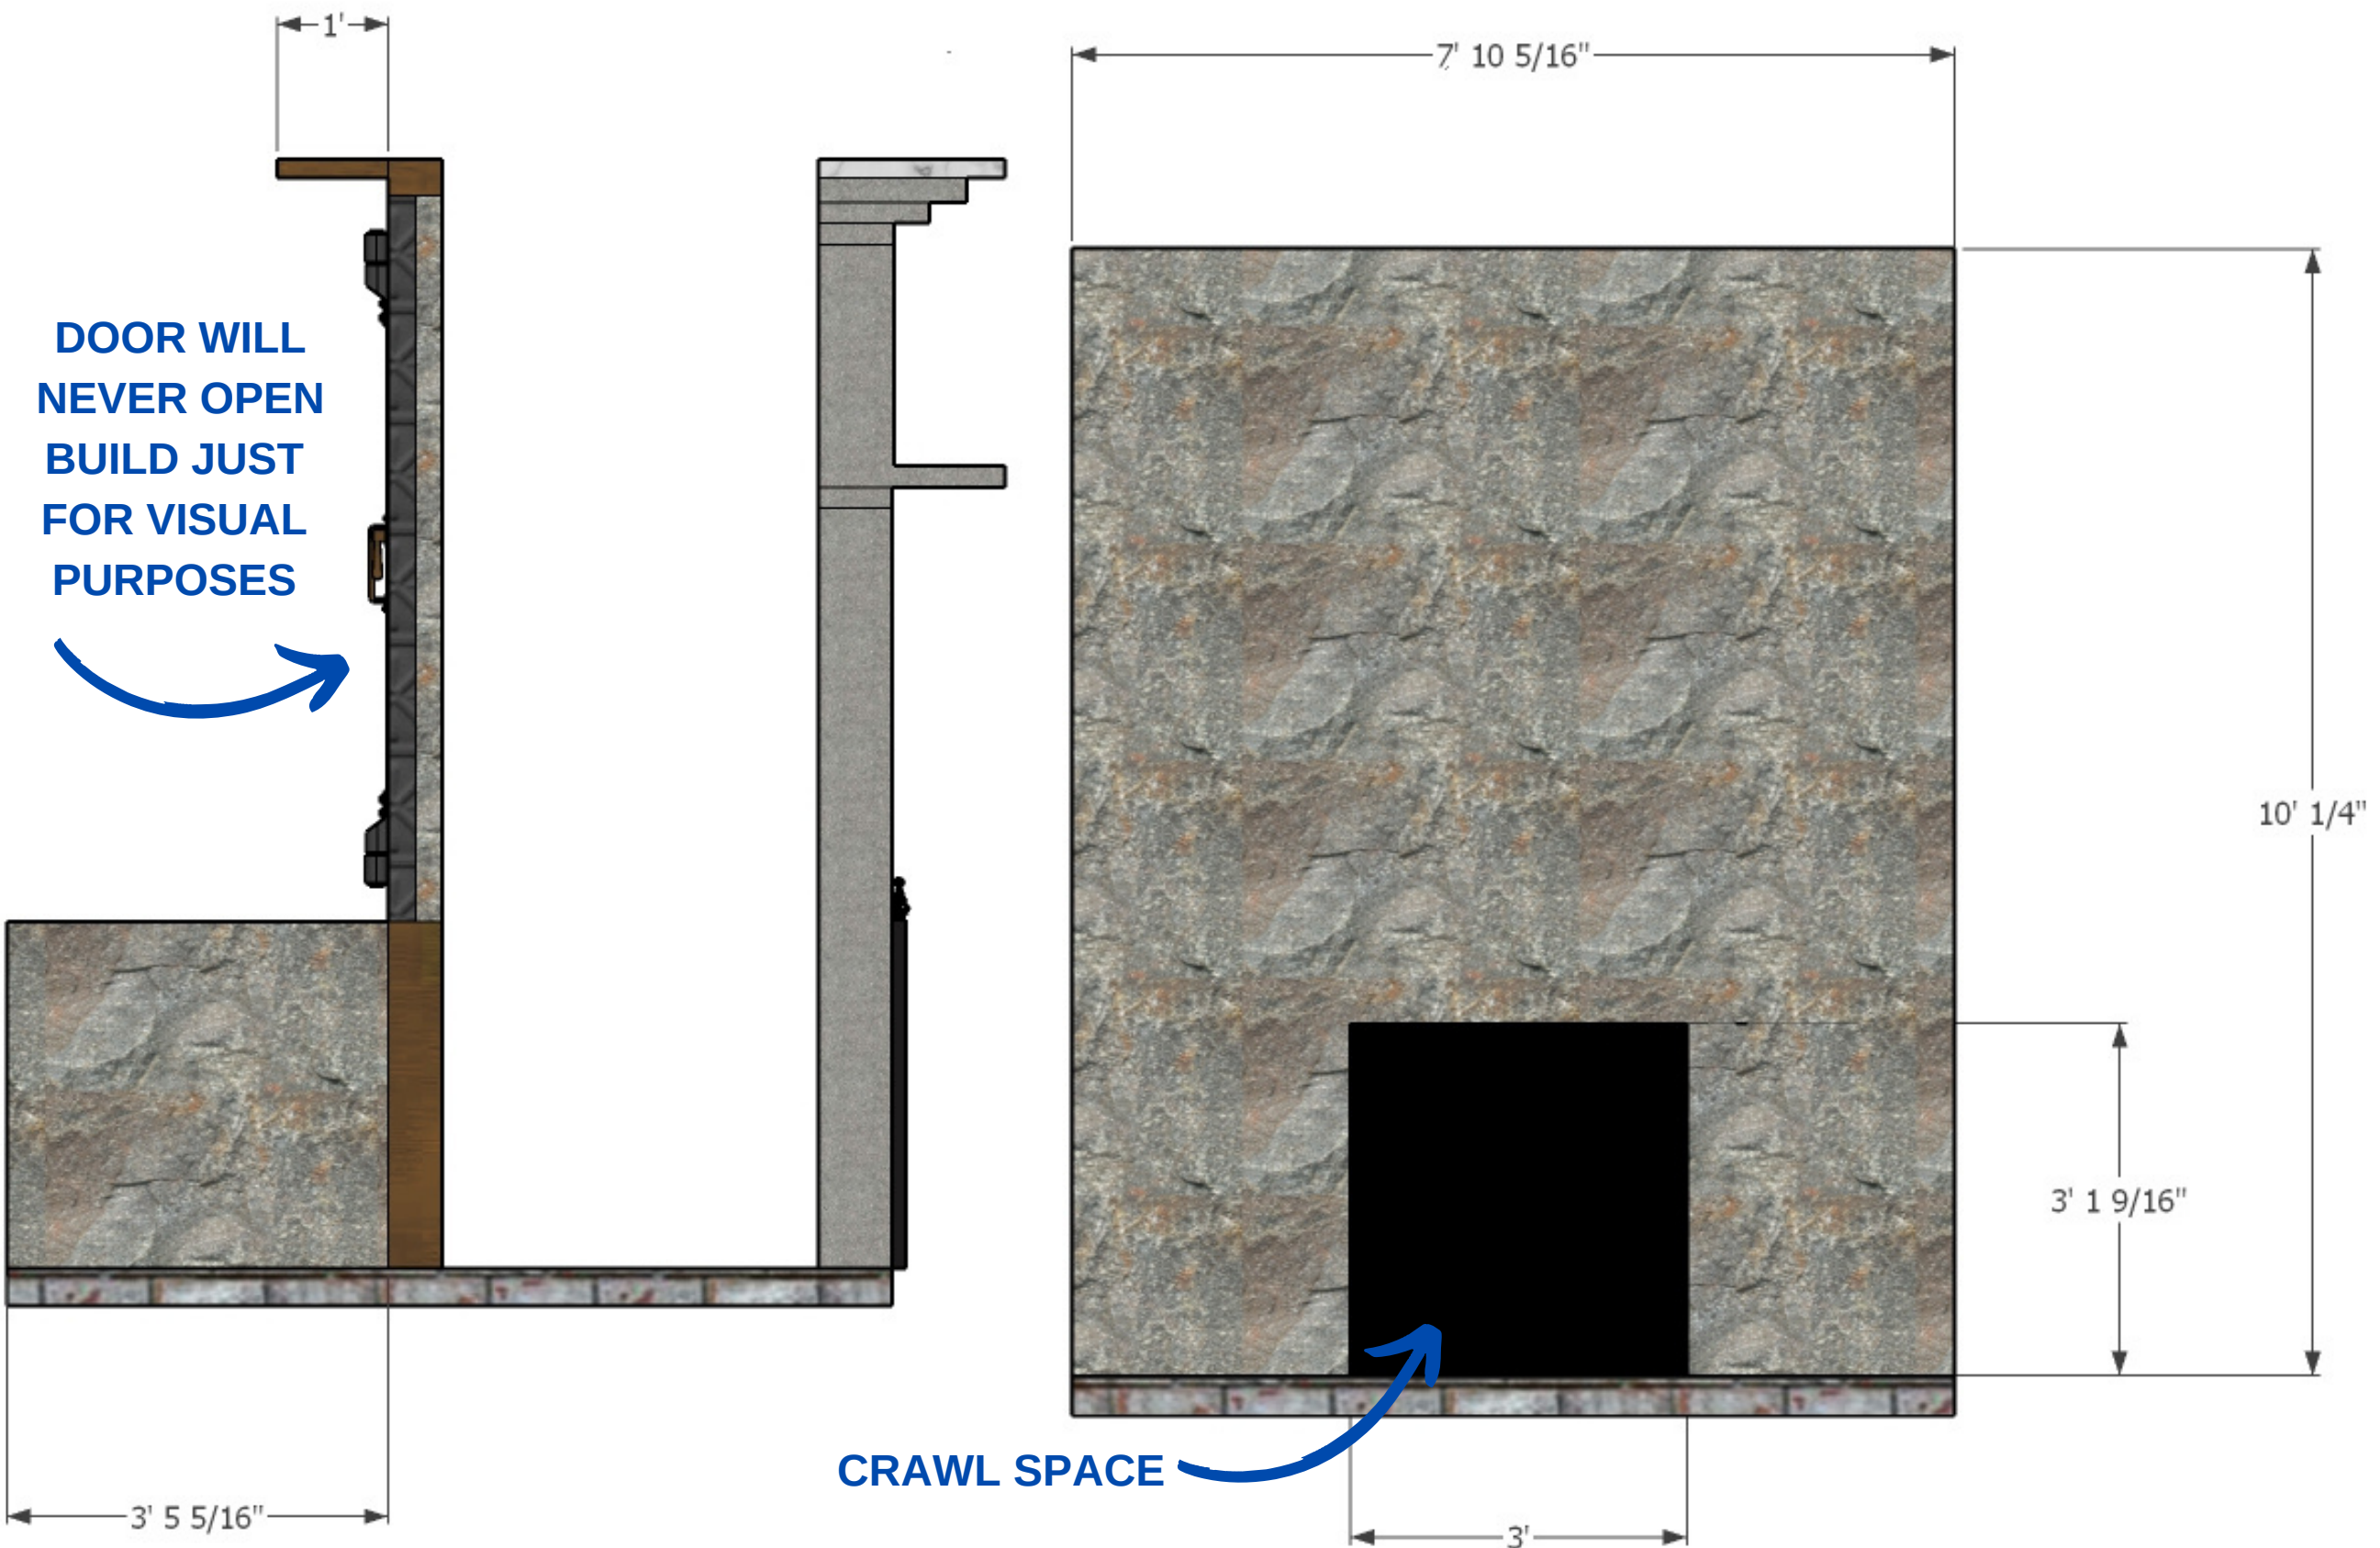 1'
7' 10 5/16"
DOOR WILL
NEVER OPEN
BUILD JUST
FOR VISUAL
PURPOSES
10' 1/4"
3' 1 9/16"
CRAWL SPACE
3' 5 5/16"
3'